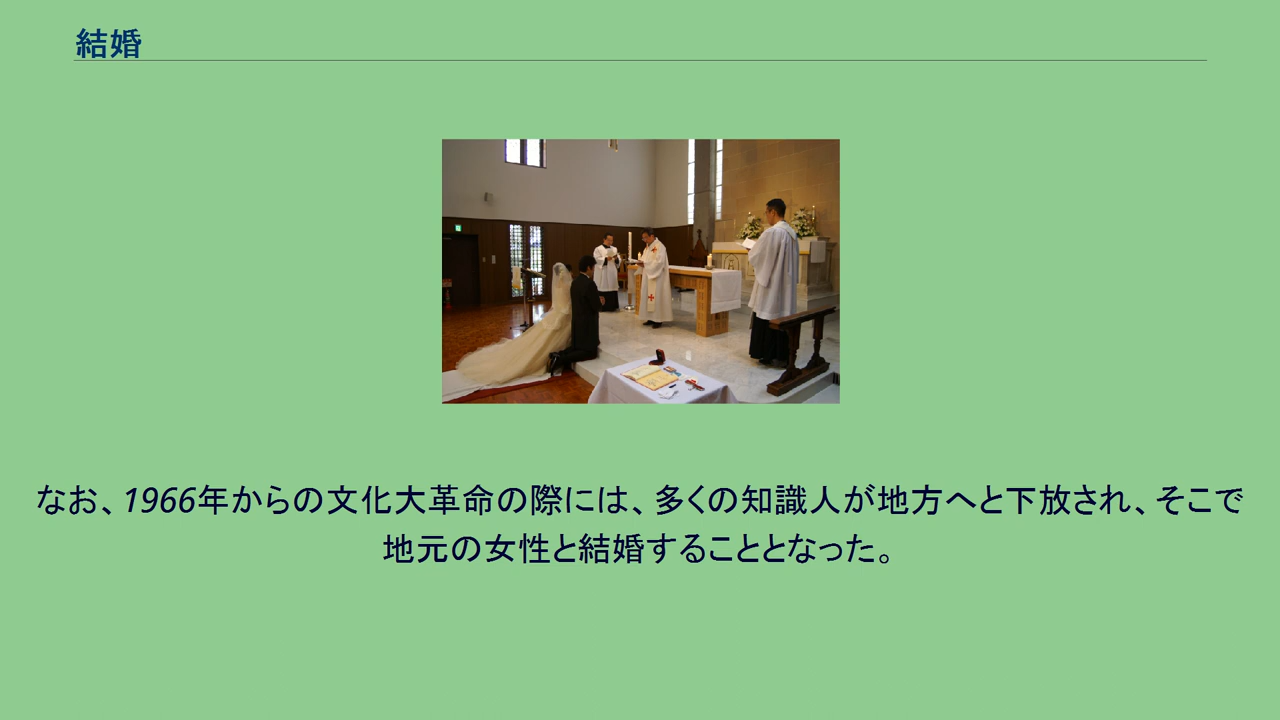 結婚
なお、1966年からの文化大革命の際には、多くの知識人が地方へと下放され、そこで
地元の女性と結婚することとなった。